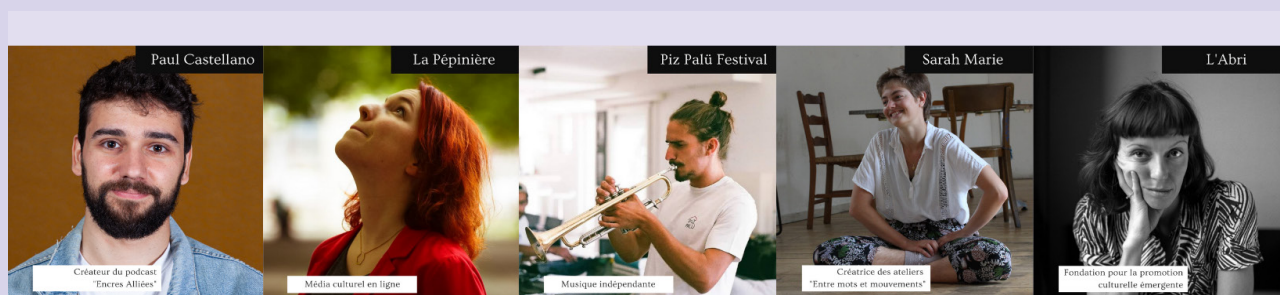 Paul Castellano
La Pépinière
Piz Palü Festival
Sarah Marie
L'Abri
Créateur du podcast
"Encres Alliées"
Média culturel en ligne
Musique indépendante
Créatrice des ateliers
"Entre mots et mouvements"
Fondation pour la promotion
culturelle émergente